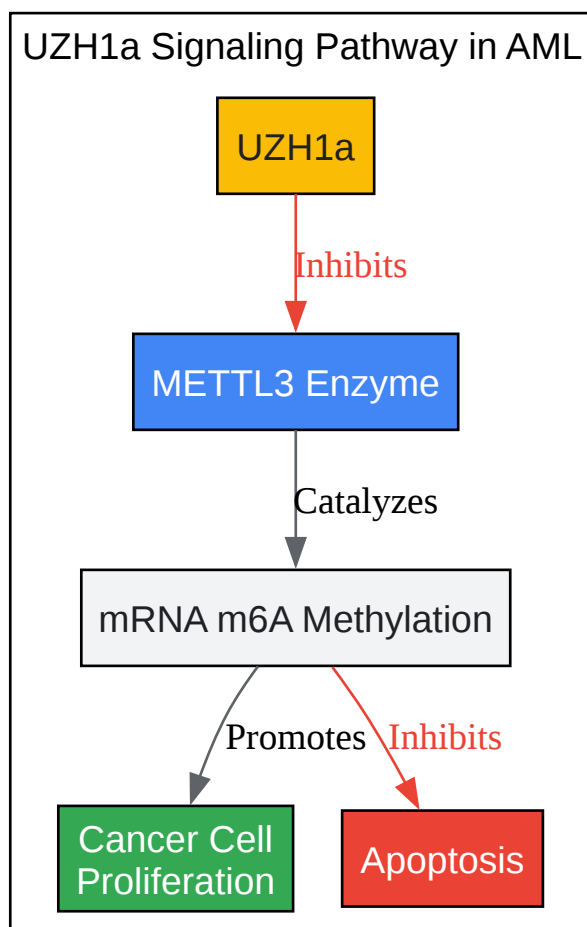 UZH1a Signaling Pathway in AML
UZH1a
Inhibits
METTL3 Enzyme
Catalyzes
mRNA m6A Methylation
Promotes
Inhibits
Cancer Cell
Proliferation
Apoptosis